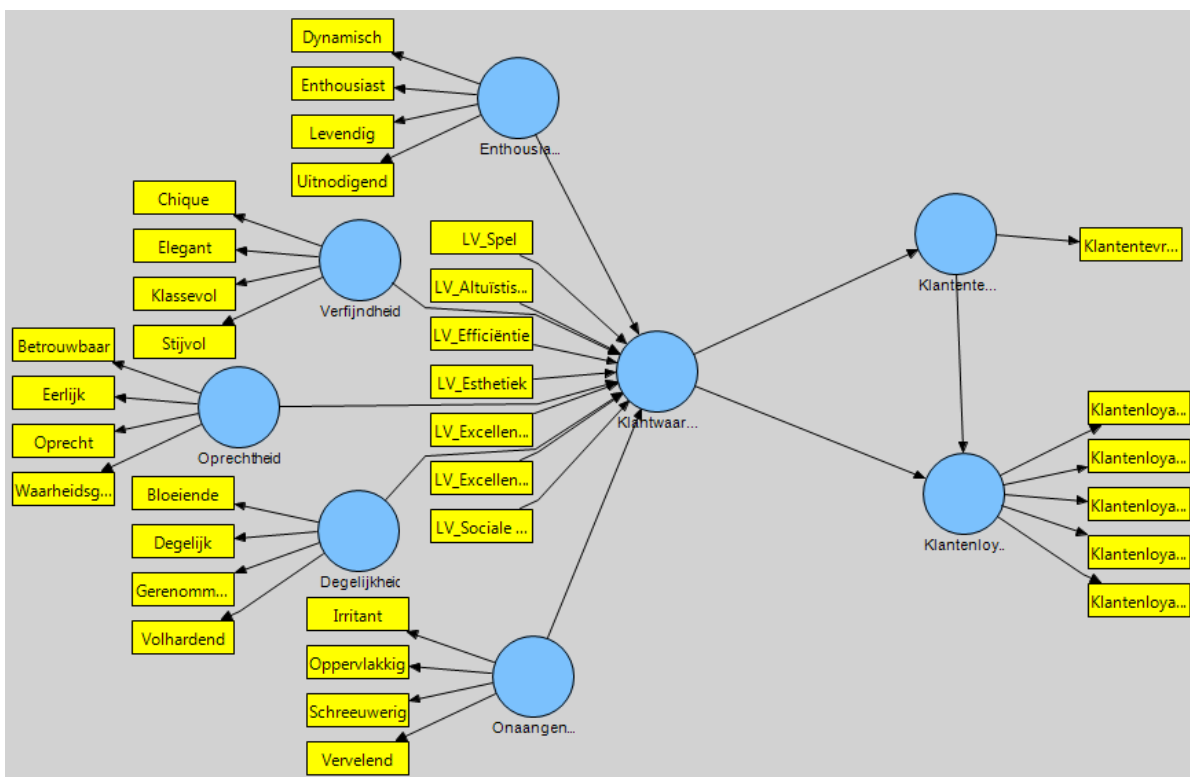 Dynamisch
Enthousiast
Levendig
Uitnodigend
Enthousia...
Chique
Elegant
Klassevol
Stijvol
Verfijndheid
Betrouwbaar
Eerlijk
Oprecht
Waarheidsg...
Oprechtheid
Bloeiende
Degelijk
Gerenomm...
Volhardend
Degelijkheid
Irritant
Oppervlakkig
Schreeuwerig
Vervelend
Onaangen...
LV_Spel
LV_Altuïstis...
LV_Efficiëntie
LV_Esthetiek
LV_Excellen...
LV_Excellen...
LV_Sociale ...
Klantwaar...
Klantente...
Klantentevr...
Klantenloy..
Klantenloya...
Klantenloya...
Klantenloya...
Klantenloya...
Klantenloya...